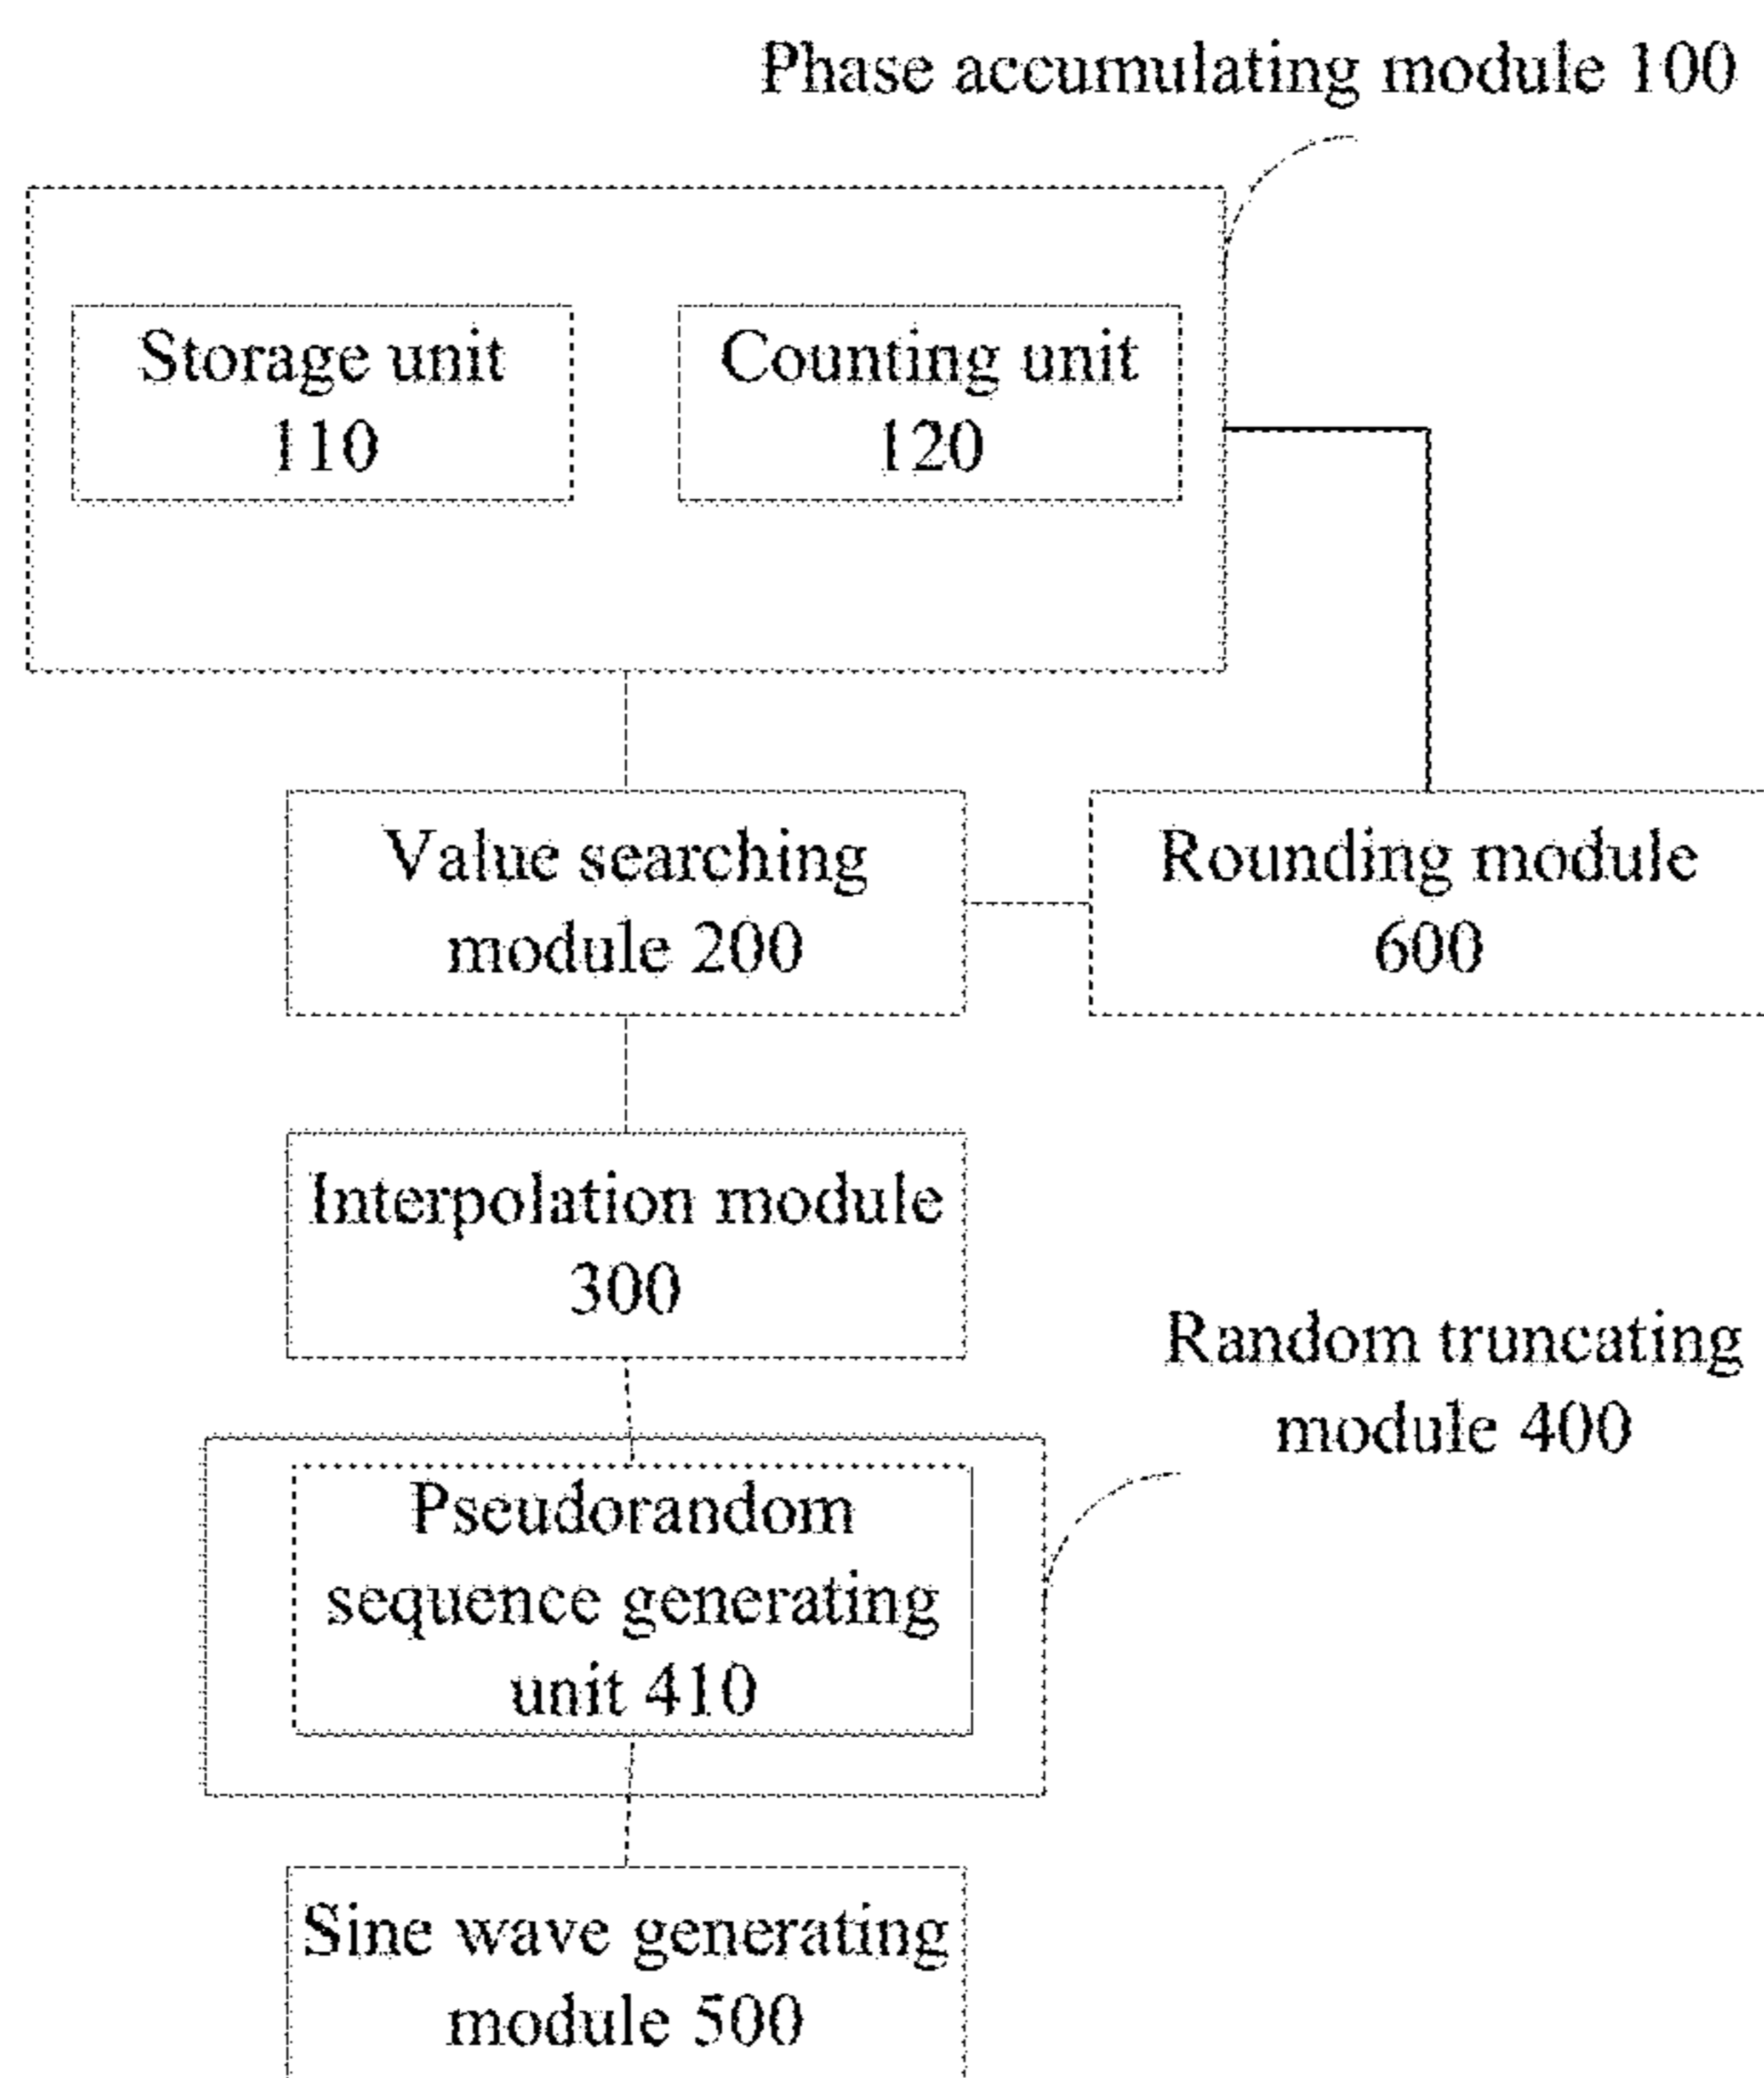 Phase accumulating module 100
Storage unit
110
Counting unit
120
Value searching
module 200
Rounding module
600
Interpolation module
300
Random truncating
module 400
Pseudorandom
sequence generating
unit 410
Sine wave generating
module 500